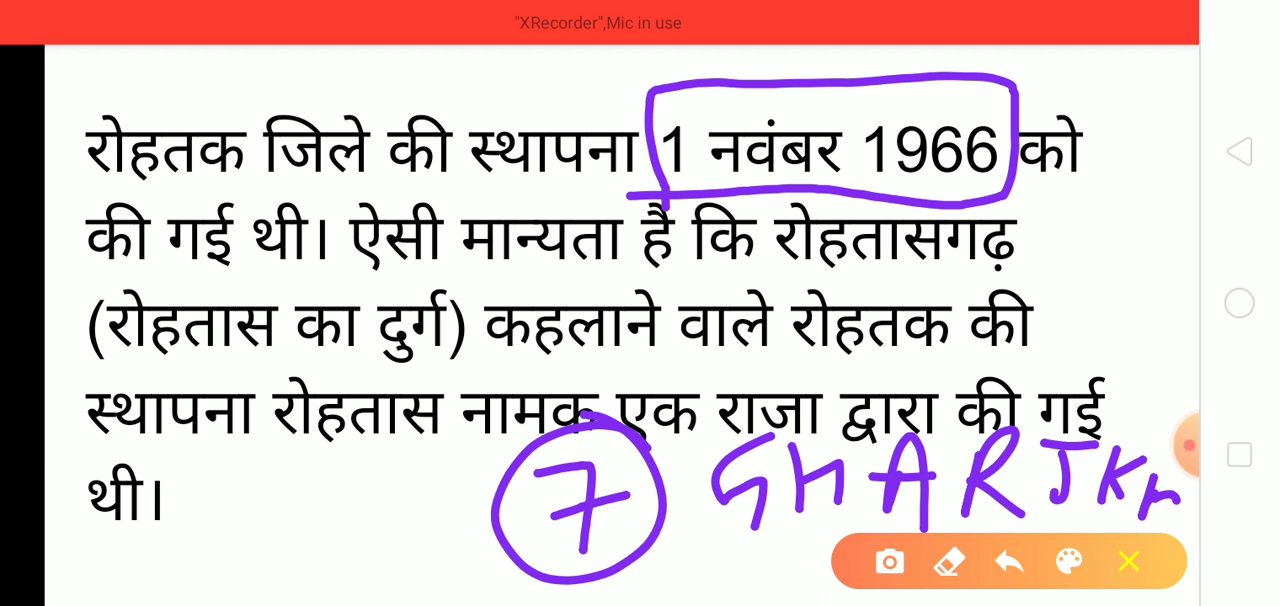 "XRecorder",Mic in use
रोहतक जिले की स्थापना 1 नवंबर 1966 को
की गई थी। ऐसी मान्यता है कि रोहतासगढ़
(रोहतास का दुर्ग) कहलाने वाले रोहतक की
स्थापना रोहतास नामक एक राजा द्वारा की गई
थी।
7 GHARJKM